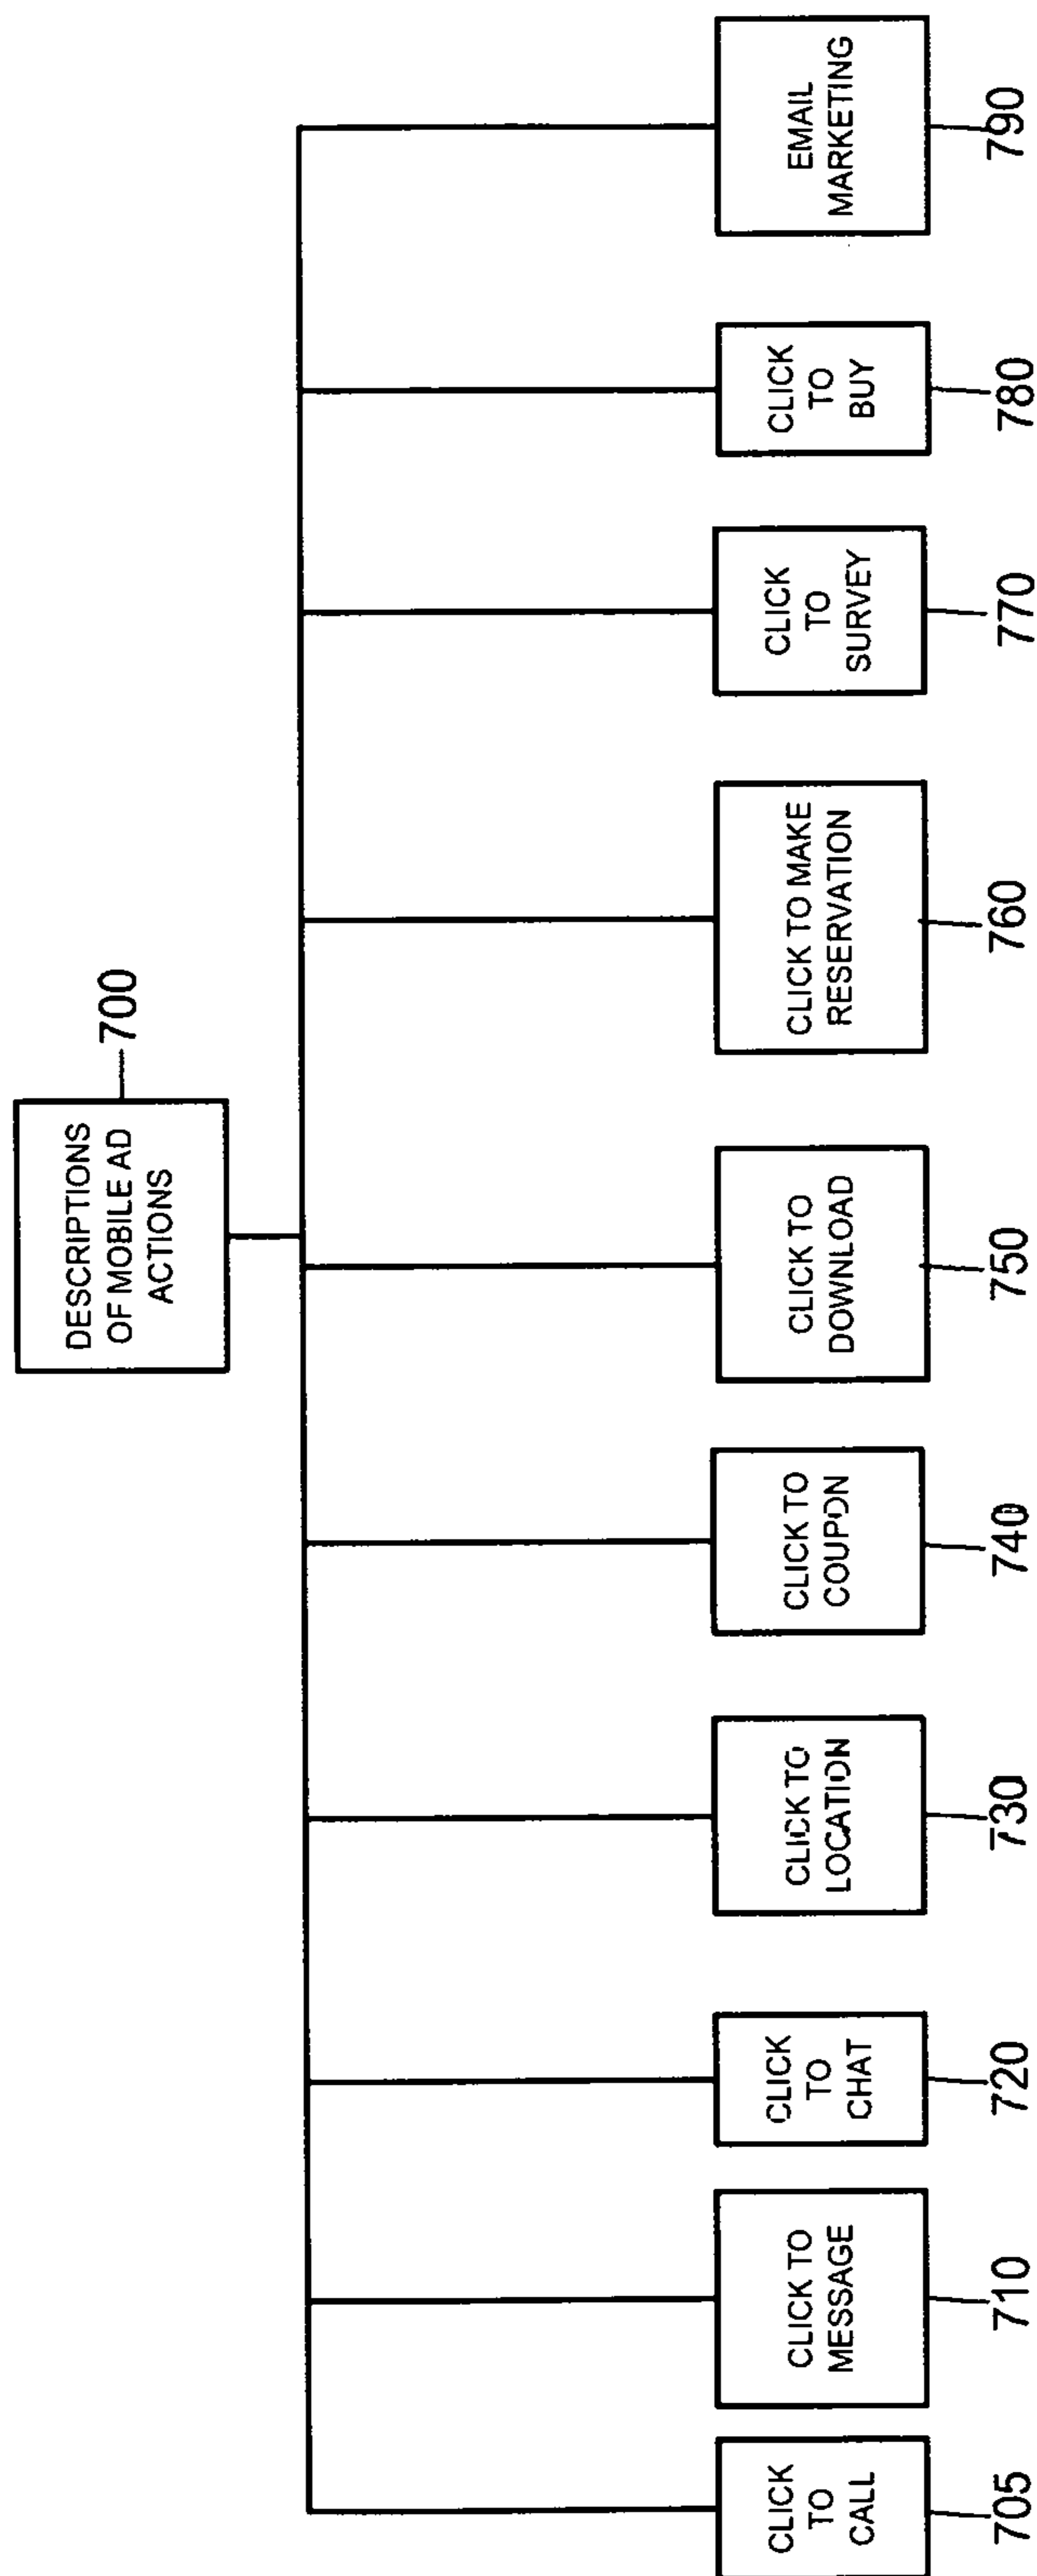 DESCRIPTIONS
OF MOBILE AD
ACTIONS
700
CLICK
TO
CALL
705
CLICK TO
MESSAGE
710
CLICK
TO
CHAT
720
CLICK TO
LOCATION
730
CLICK TO
COUPON
740
CLICK TO
DOWNLOAD
750
CLICK TO MAKE
RESERVATION
760
CLICK
TO
SURVEY
770
CLICK
TO
BUY
780
EMAIL
MARKETING
790